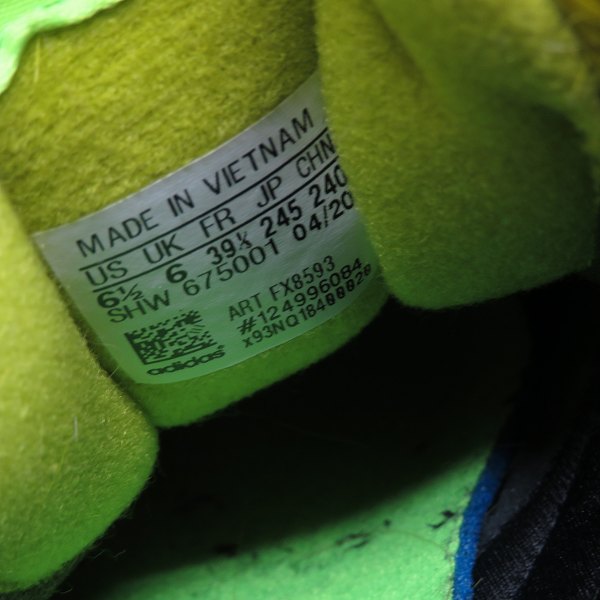 MADE IN VIETNAM
US UK FR JP CHN
6½ 6 39⅓ 245 240
SHW 675001 04/20
ART FX8593
#124996084
adidas